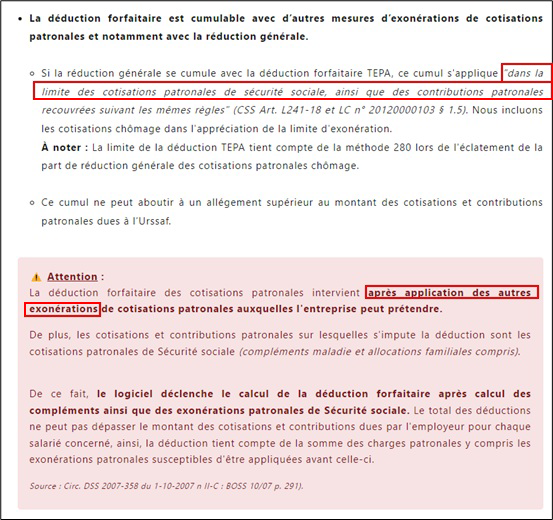 La déduction forfaitaire est cumulable avec d'autres mesures d'exonérations de cotisations
patronales et notamment avec la réduction générale.
Si la réduction générale se cumule avec la déduction forfaitaire TEPA, ce cumul s'applique "dans la
limite des cotisations patronales de sécurité sociale, ainsi que des contributions patronales
recouvrées suivant les mêmes règles" (CSS Art. L241-18 et LC n° 20120000103 § 1.5). Nous incluons
les cotisations chômage dans l'appréciation de la limite d'exonération.
À noter : La limite de la déduction TEPA tient compte de la méthode 280 lors de l'éclatement de la
part de réduction générale des cotisations patronales chômage.
Ce cumul ne peut aboutir à un allégement supérieur au montant des cotisations et contributions
patronales dues à l'Urssaf.
Attention :
La déduction forfaitaire des cotisations patronales intervient après application des autres
exonérations de cotisations patronales auxquelles l'entreprise peut prétendre.
De plus, les cotisations et contributions patronales sur lesquelles s'impute la déduction sont les
cotisations patronales de Sécurité sociale (compléments maladie et allocations familiales compris).
De ce fait, le logiciel déclenche le calcul de la déduction forfaitaire après calcul des
compléments ainsi que des exonérations patronales de Sécurité sociale. Le total des déductions
ne peut pas dépasser le montant des cotisations et contributions dues par l'employeur pour chaque
salarié concerné, ainsi, la déduction tient compte de la somme des charges patronales y compris les
exonérations patronales susceptibles d'être appliquées avant celle-ci.
Source : Circ. DSS 2007-358 du 1-10-2007 n II-C : BOSS 10/07 p. 291).